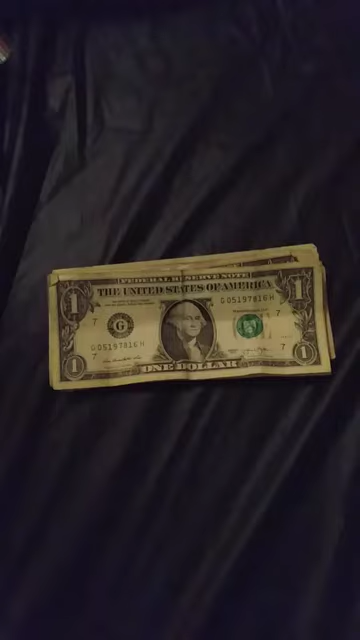 FEDERAL RESERVE NOTE
THE UNITED STATES OF AMERICA
1
1
G 05197816 H
7
7
G
G 05197816 H
7
7
1
ONE DOLLAR
1